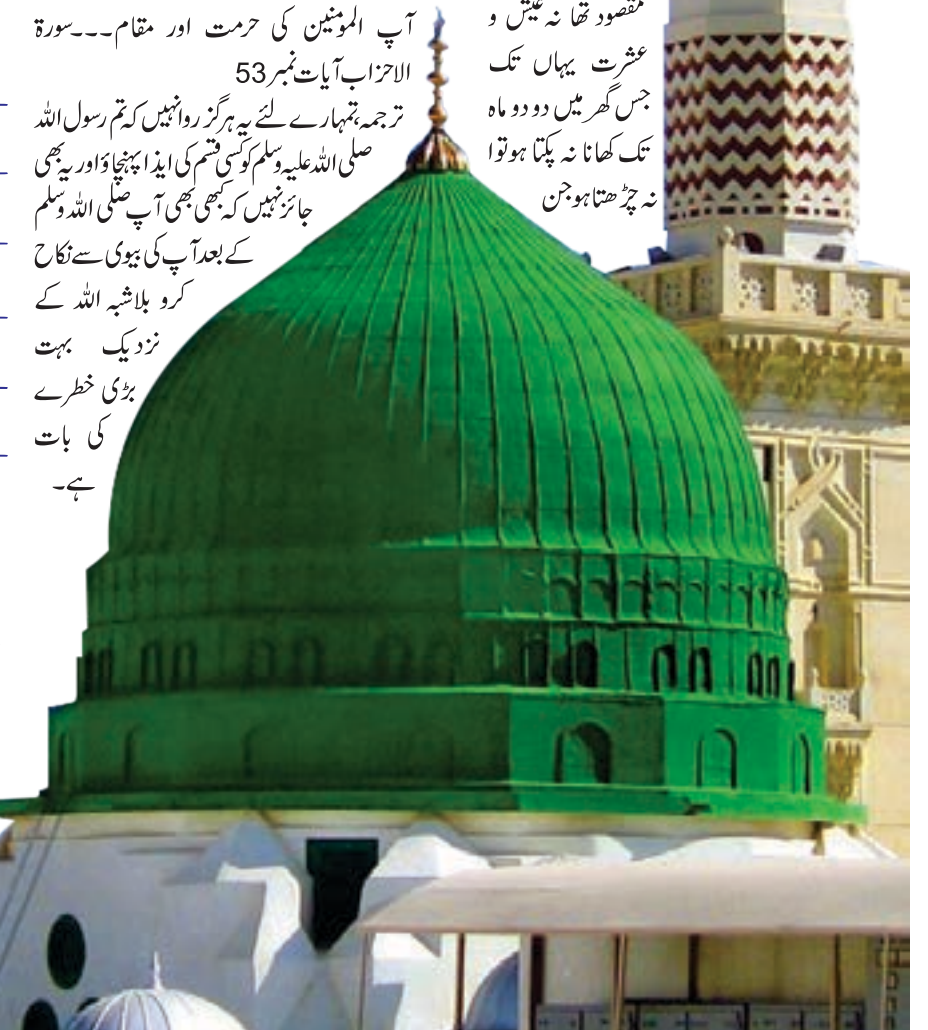 مقصود تھا نہ عیش و
عشرت یہاں تک
جس گھر میں دو دو ماہ
تک کھانا نہ پکتا ہو توا
نہ چڑھتا ہو جن
آپ المومنین کی حرمت اور مقام۔۔۔سورۃ
الاحزاب آیات نمبر 53
ترجمہ تمہارے لئے یہ ہرگز روا نہیں کہ تم رسول اللہ
صلی اللہ علیہ وسلم کو کسی قسم کی ایذا پہنچاؤ اور یہ بھی
جائز نہیں کہ کبھی بھی آپ صلی اللہ وسلم
کے بعد آپ کی بیوی سے نکاح
کرو بلاشبہ اللہ کے
نزدیک بہت
بڑی خطرے
کی بات
ہے۔